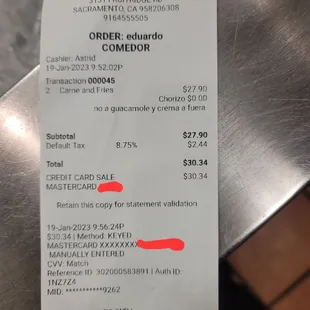 SACRAMENTO, CA 958206308
9164555505
ORDER: eduardo
COMEDOR
Cashier: Astrid
19-Jan-2023 9:52:02P
Transaction 000045
2 Carne and Fries $27.90
Chorizo $0.00
no a guacamole y crema a fuera
Subtotal $27.90
Default Tax 8.75% $2.44
Total $30.34
CREDIT CARD SALE $30.34
MASTERCARD
Retain this copy for statement validation
19-Jan-2023 9:56:24P
$30.34 | Method: KEYED
MASTERCARD XXXXXXXX
MANUALLY ENTERED
CVV: Match
Reference ID: 302000583891 | Auth ID:
1NZ7Z4
MID: ***********9262